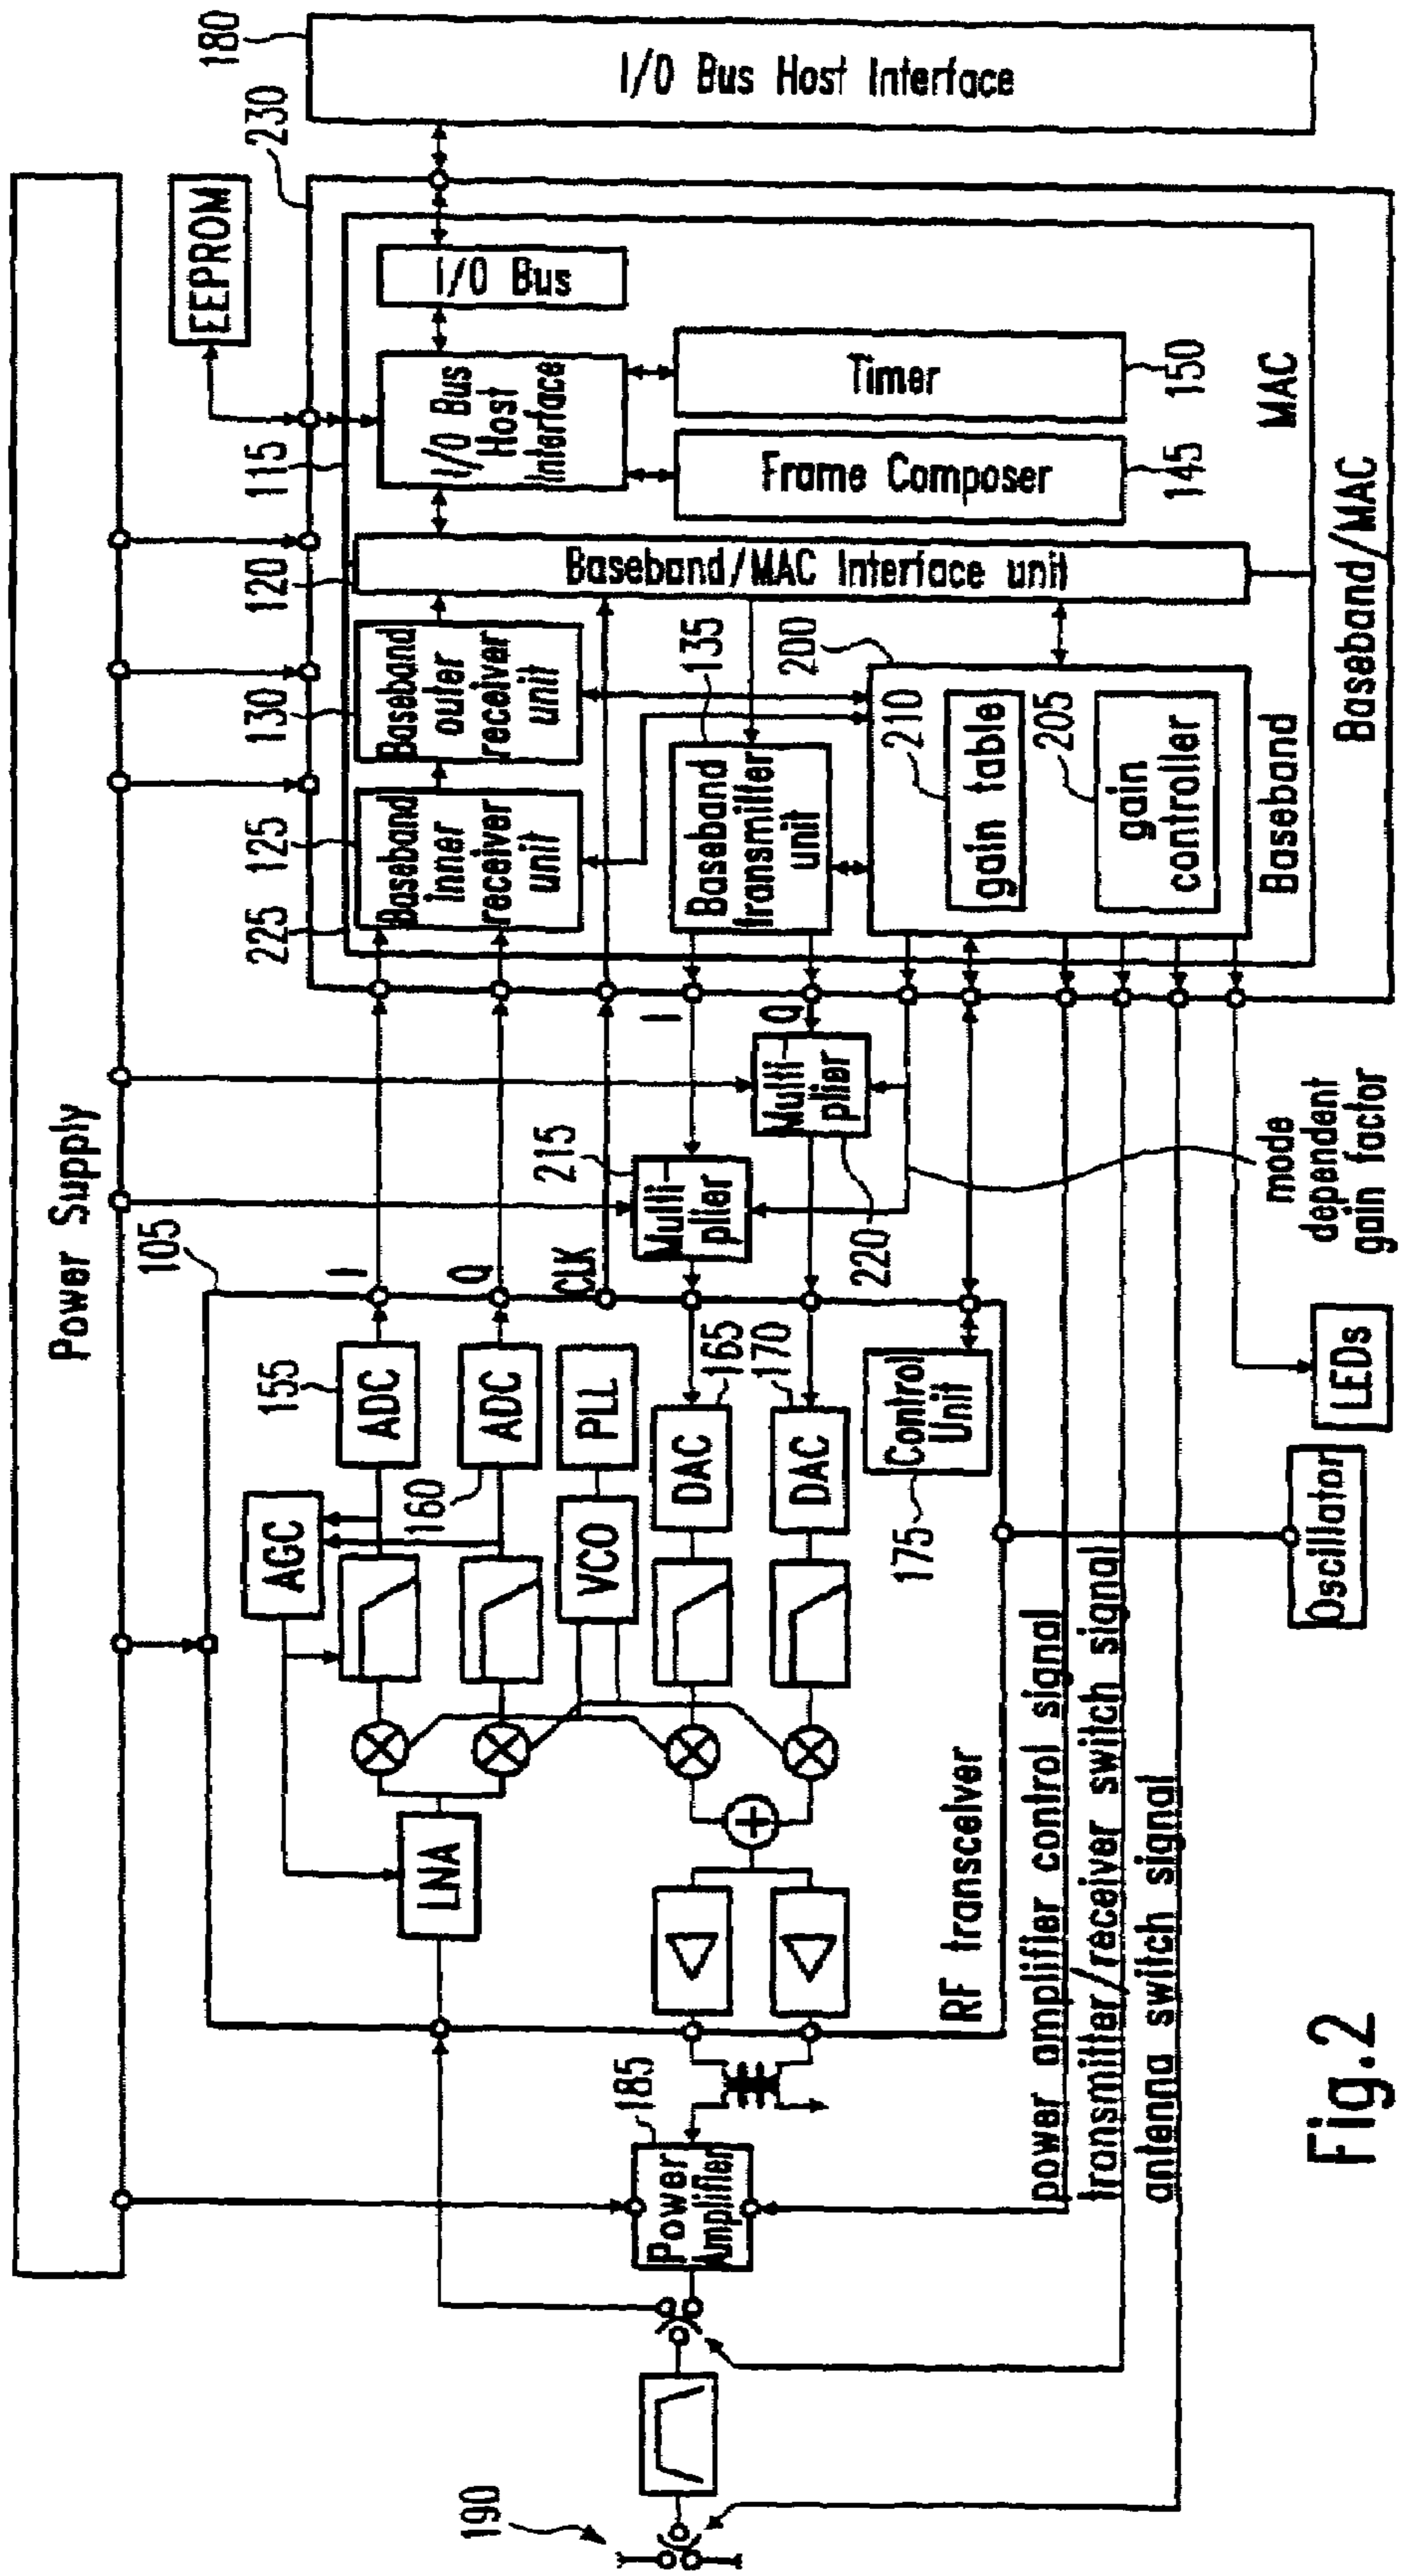 Power Supply
EEPROM
230
180
I/O Bus Host Interface
I/O Bus
I/O Bus
Host
Interface
Timer
150
Frame Composer
145
MAC
115
120
Baseband/MAC Interface unit
130
Baseband
outer
receiver
unit
125
Baseband
inner
receiver
unit
225
135
Baseband
transmitter
unit
200
210
gain table
205
gain
controller
Baseband
Baseband/MAC
I
Q
Multi-
plier
220
215
Multi-
plier
mode
dependent
gain factor
105
I
Q
CLK
155
ADC
160
ADC
PLL
165
DAC
170
DAC
Control
Unit
175
AGC
VCO
LNA
RF transceiver
LEDs
Oscillator
power amplifier control signal
transmitter/receiver switch signal
antenna switch signal
185
Power
Amplifier
190
Fig.2